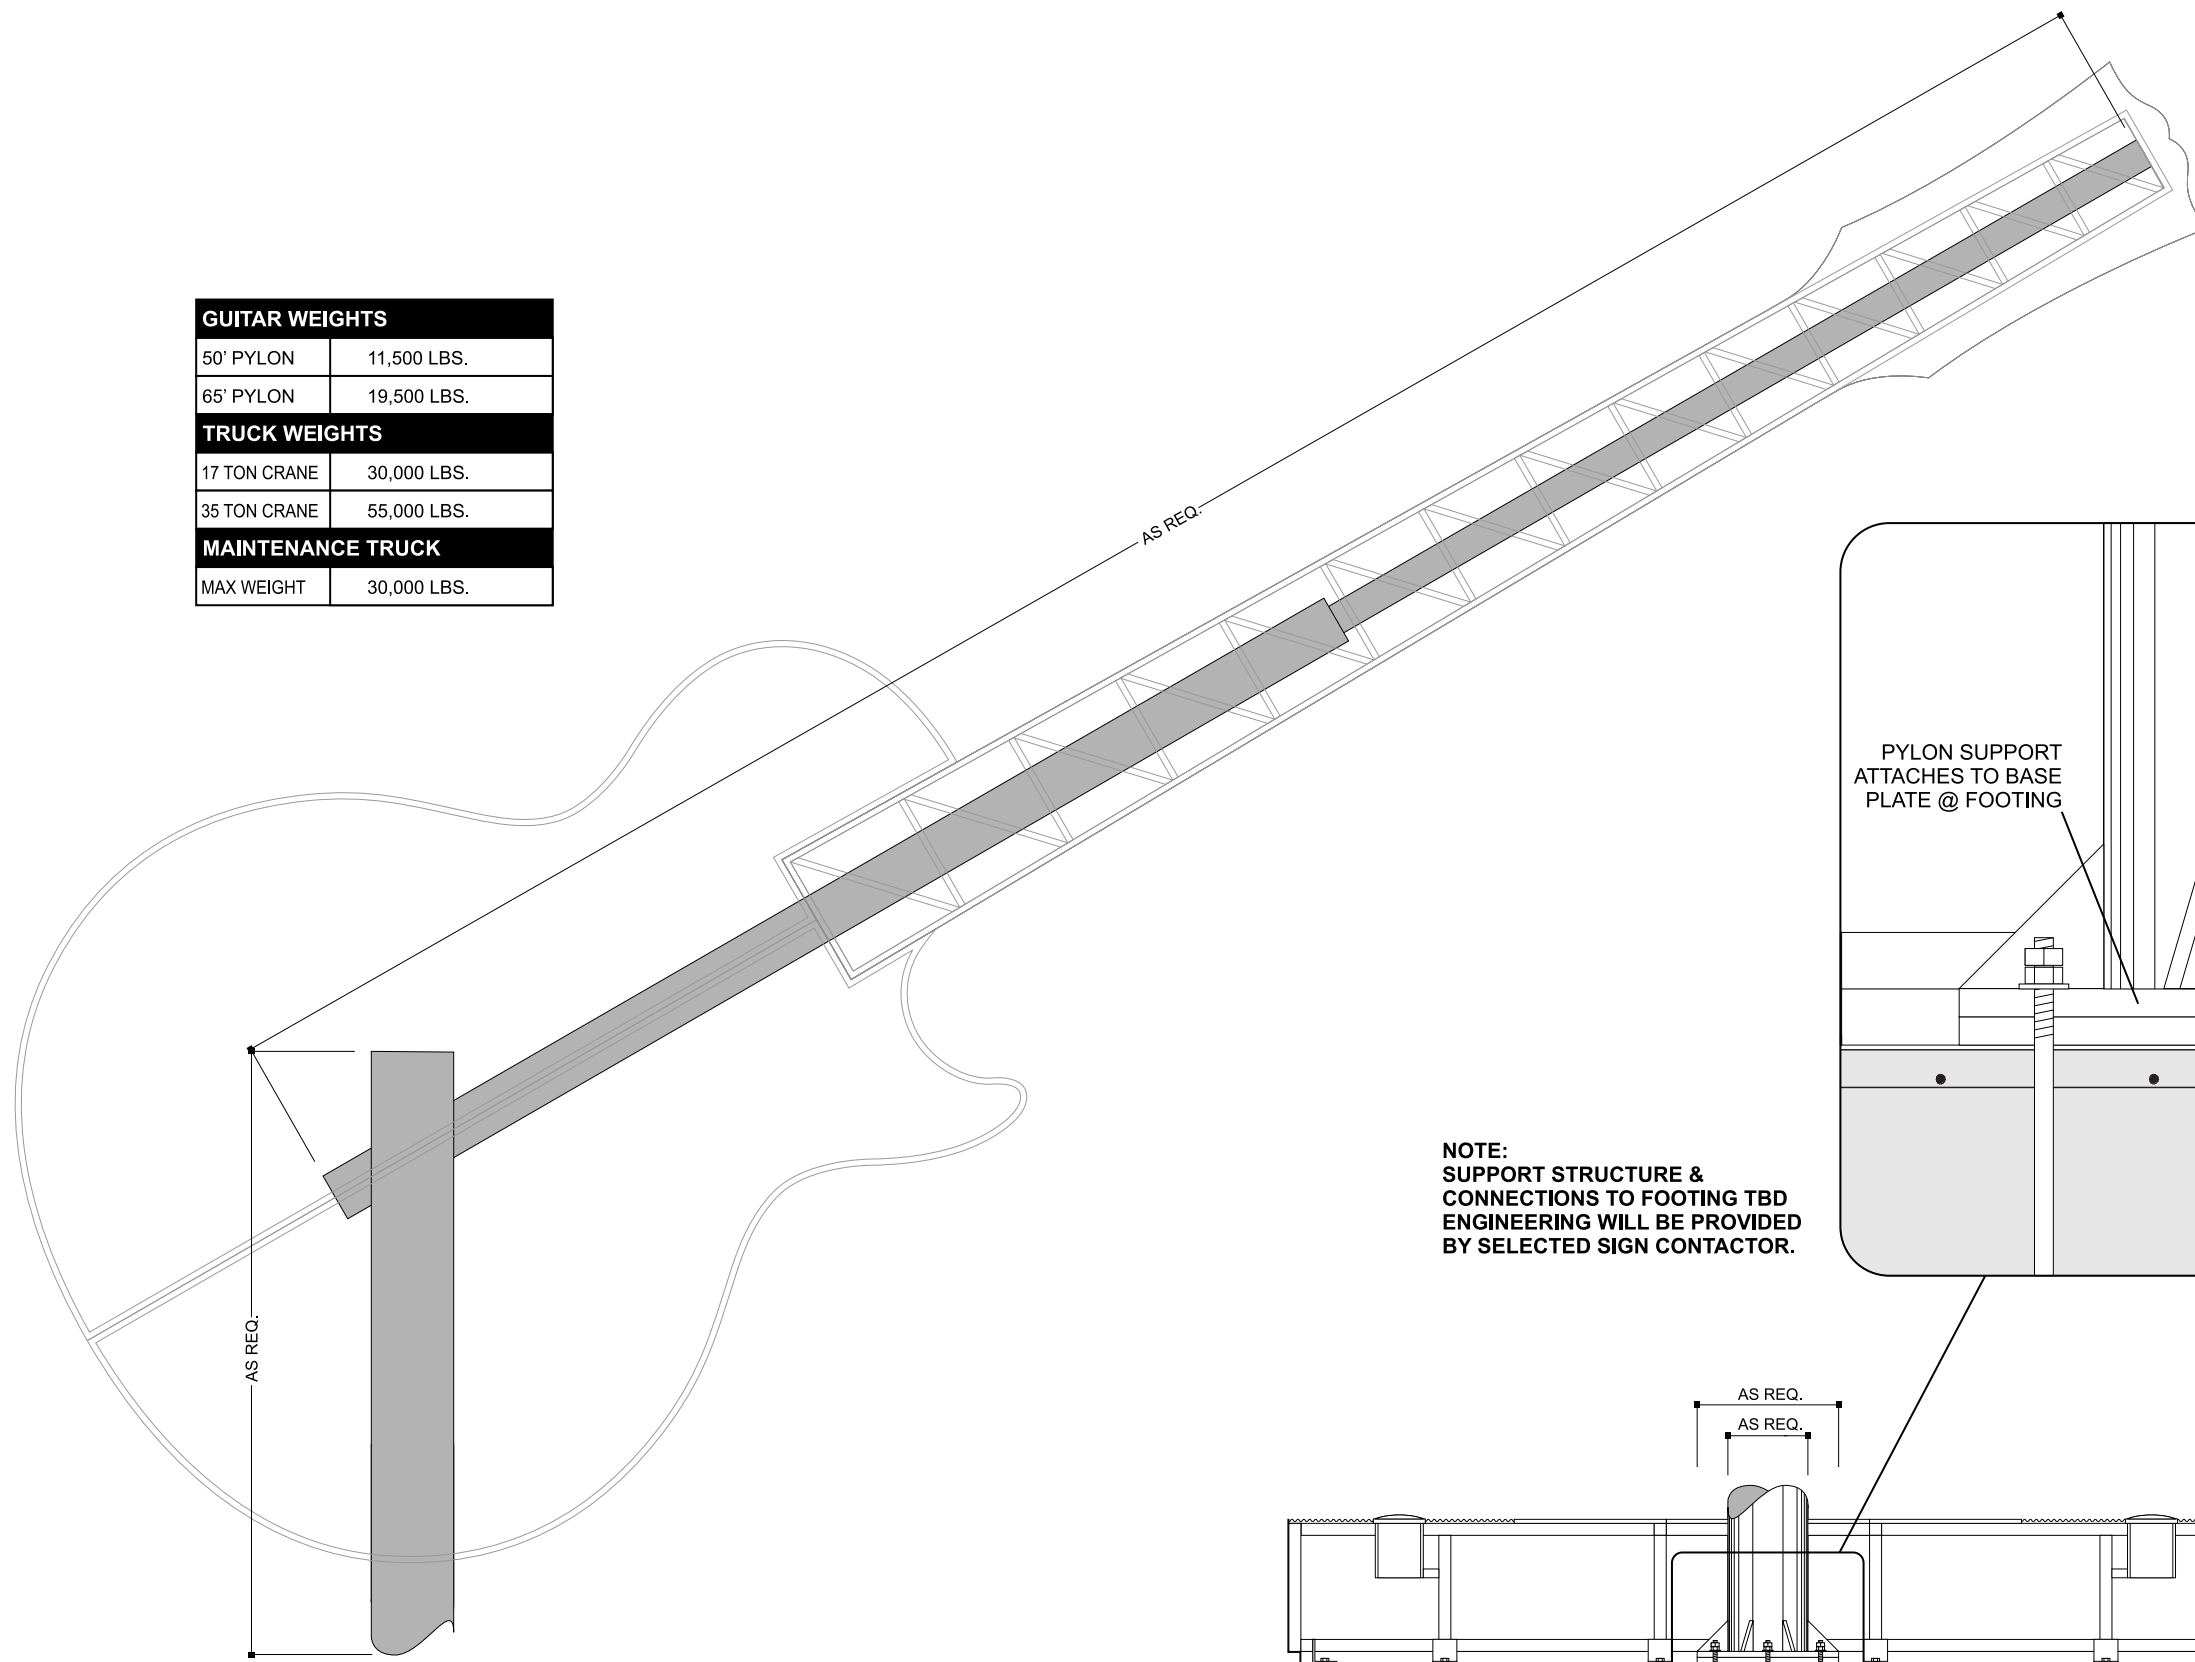 GUITAR WEIGHTS
50' PYLON 11,500 LBS.
65' PYLON 19,500 LBS.
TRUCK WEIGHTS
17 TON CRANE 30,000 LBS.
35 TON CRANE 55,000 LBS.
MAINTENANCE TRUCK
MAX WEIGHT 30,000 LBS.
AS REQ.
PYLON SUPPORT
ATTACHES TO BASE
PLATE @ FOOTING
NOTE:
SUPPORT STRUCTURE &
CONNECTIONS TO FOOTING TBD
ENGINEERING WILL BE PROVIDED
BY SELECTED SIGN CONTACTOR.
AS REQ.
AS REQ.
AS REQ.